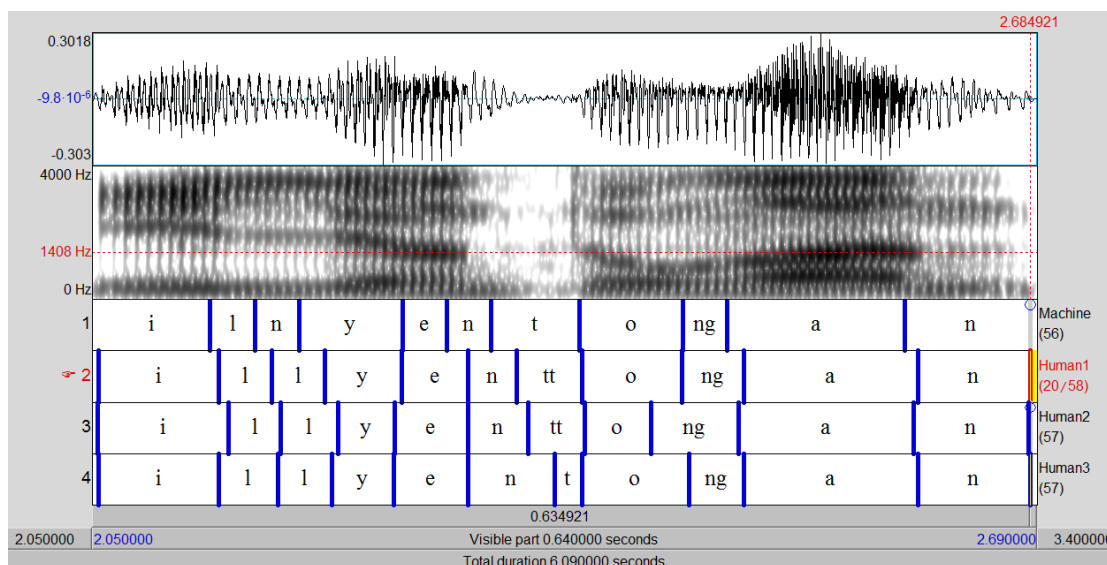 2.684921
0.3018
-9.8·10-6
-0.303
4000 Hz
1408 Hz
0 Hz
1 i l n y e n t o ng a n Machine (56)
☞ 2 i l l y e n tt o ng a n Human1 (20/58)
3 i l l y e n tt o ng a n Human2 (57)
4 i l l y e n t o ng a n Human3 (57)
0.634921
2.050000 2.050000 Visible part 0.640000 seconds 2.690000 3.400000
Total duration 6.090000 seconds